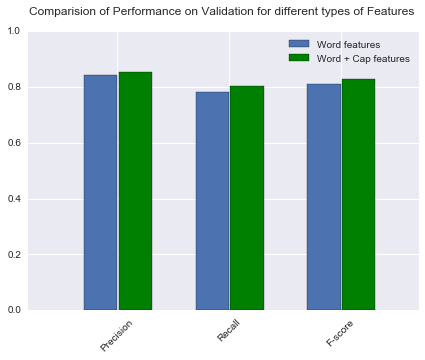 Comparision of Performance on Validation for different types of Features
1.0
0.8
0.6
0.4
0.2
0.0
Word features
Word + Cap features
Precision
Recall
F-score